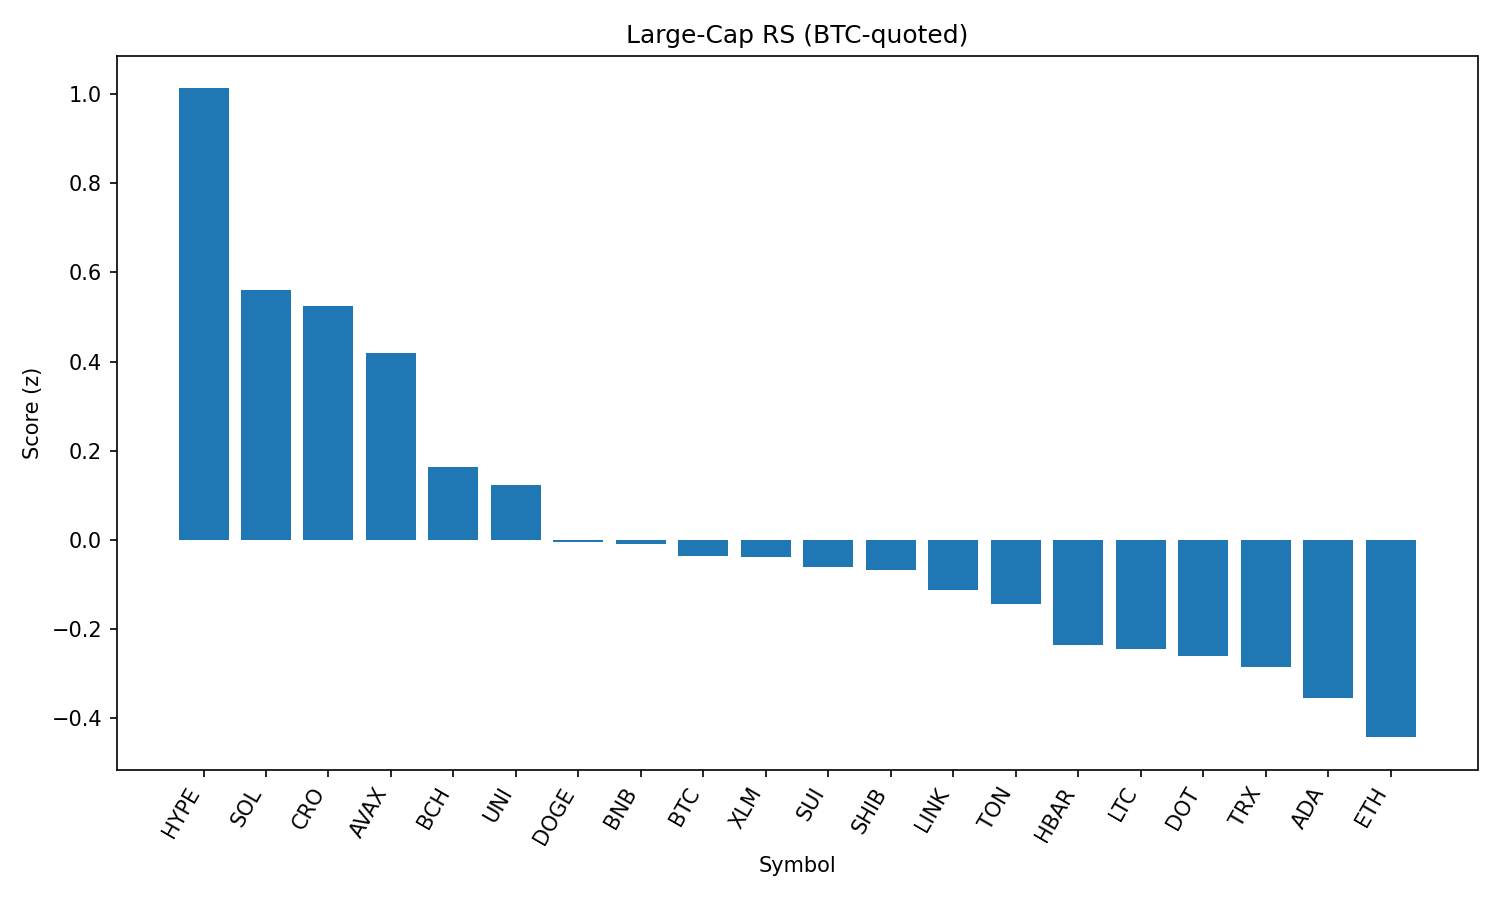 Large-Cap RS (BTC-quoted)
Score (z)
1.0
0.8
0.6
0.4
0.2
0.0
−0.2
−0.4
HYPE
SOL
CRO
AVAX
BCH
UNI
DOGE
BNB
BTC
XLM
SUI
SHIB
LINK
TON
HBAR
LTC
DOT
TRX
ADA
ETH
Symbol